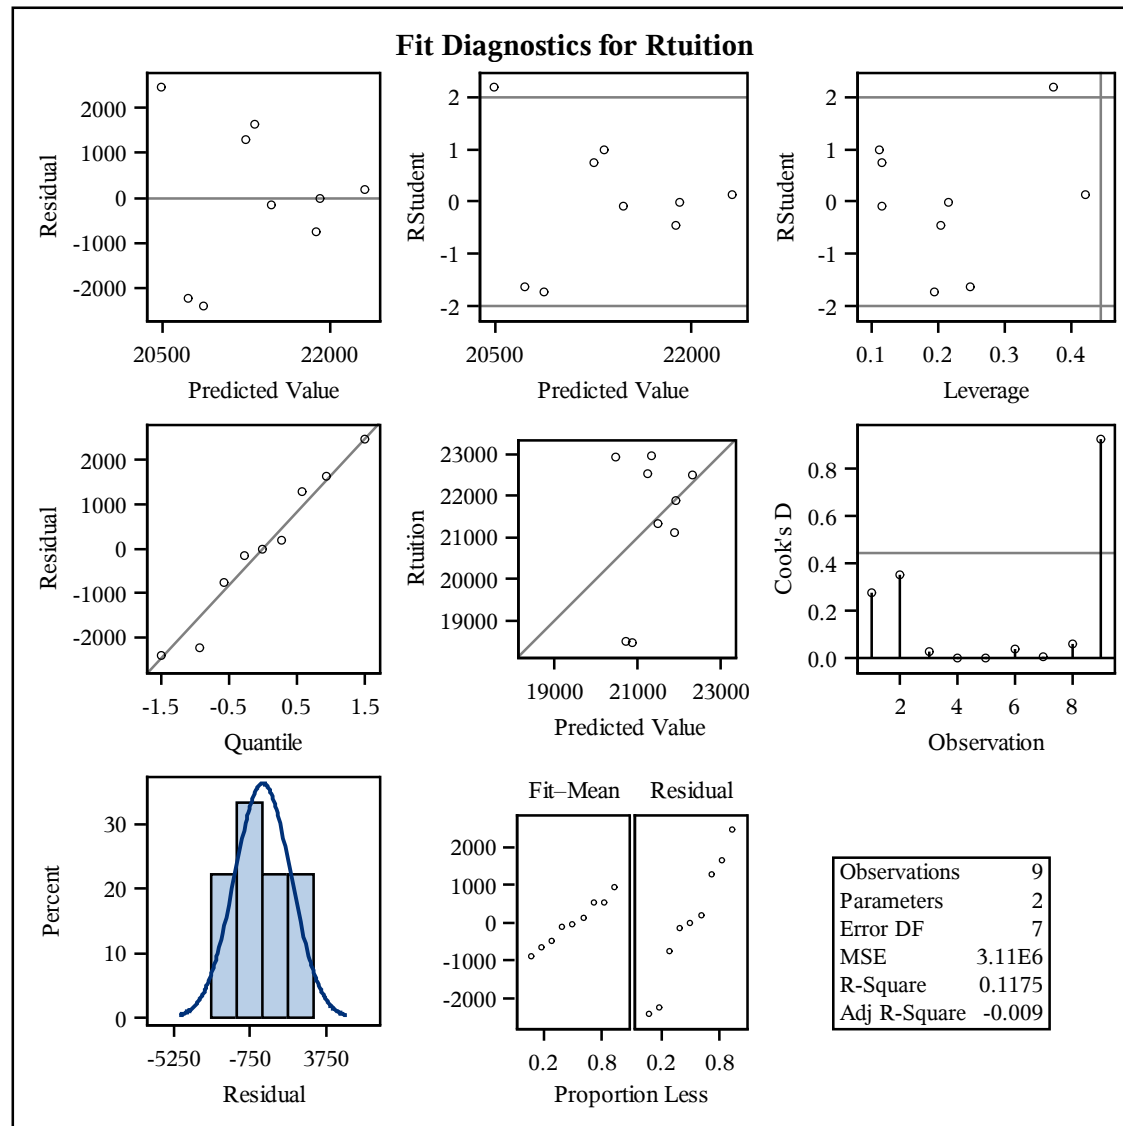 Fit Diagnostics for Rtuition
Residual
2000
1000
0
-1000
-2000
20500 22000
Predicted Value
RStudent
2
1
0
-1
-2
20500 22000
Predicted Value
RStudent
2
1
0
-1
-2
0.1 0.2 0.3 0.4
Leverage
Residual
2000
1000
0
-1000
-2000
-1.5 -0.5 0.5 1.5
Quantile
Rtuition
23000
22000
21000
20000
19000
19000 21000 23000
Predicted Value
Cook's D
0.8
0.6
0.4
0.2
0.0
2 4 6 8
Observation
Percent
30
20
10
0
-5250 -750 3750
Residual
Fit–Mean Residual
2000
1000
0
-1000
-2000
0.2 0.8 0.2 0.8
Proportion Less
Observations 9
Parameters 2
Error DF 7
MSE 3.11E6
R-Square 0.1175
Adj R-Square -0.009